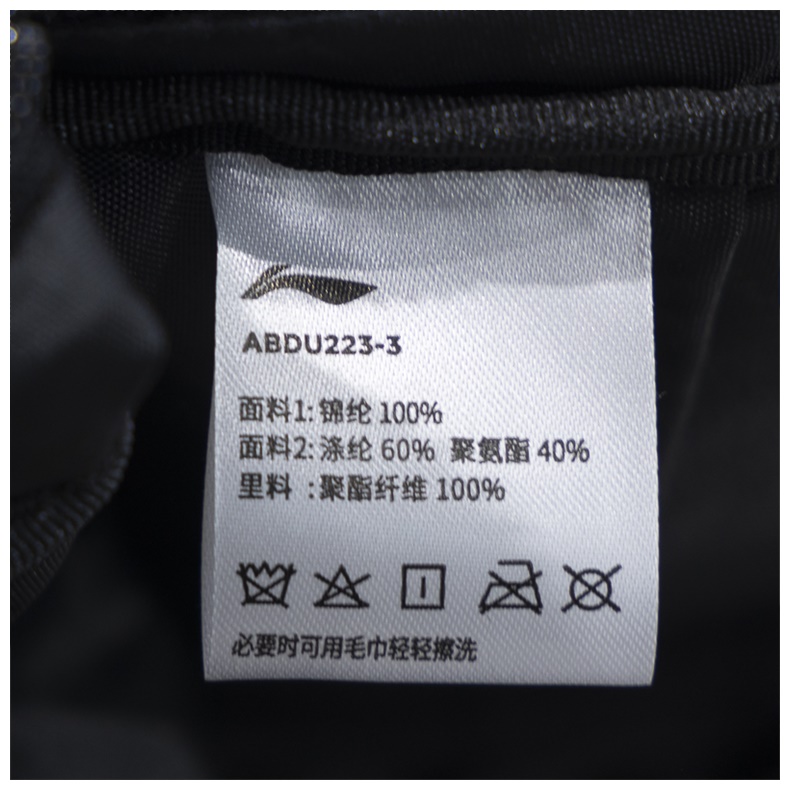 ABDU223-3
面料1:锦纶 100%
面料2:涤纶 60% 聚氨酯 40%
里料 :聚酯纤维 100%
必要时可用毛巾轻轻擦洗